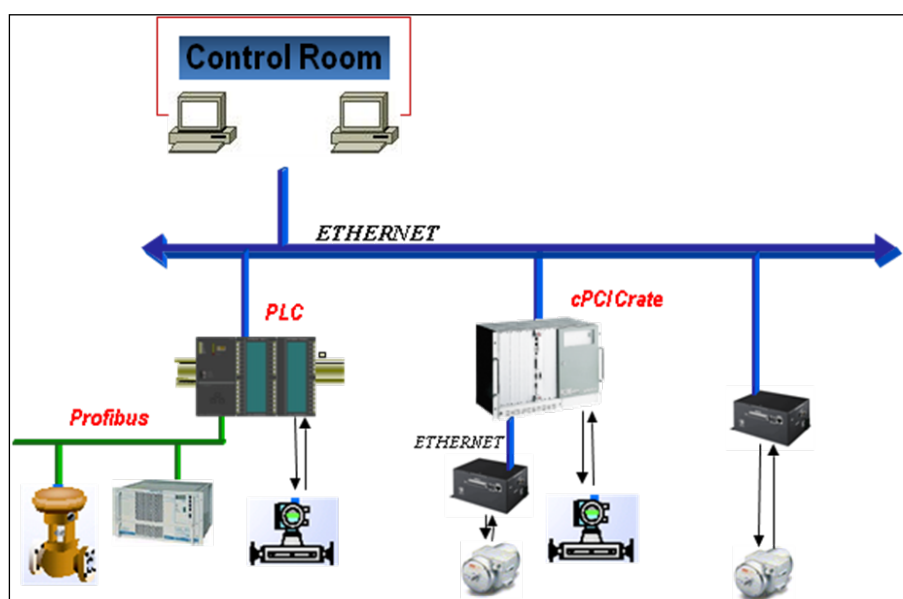 Control Room
ETHERNET
PLC
cPCI Crate
Profibus
ETHERNET